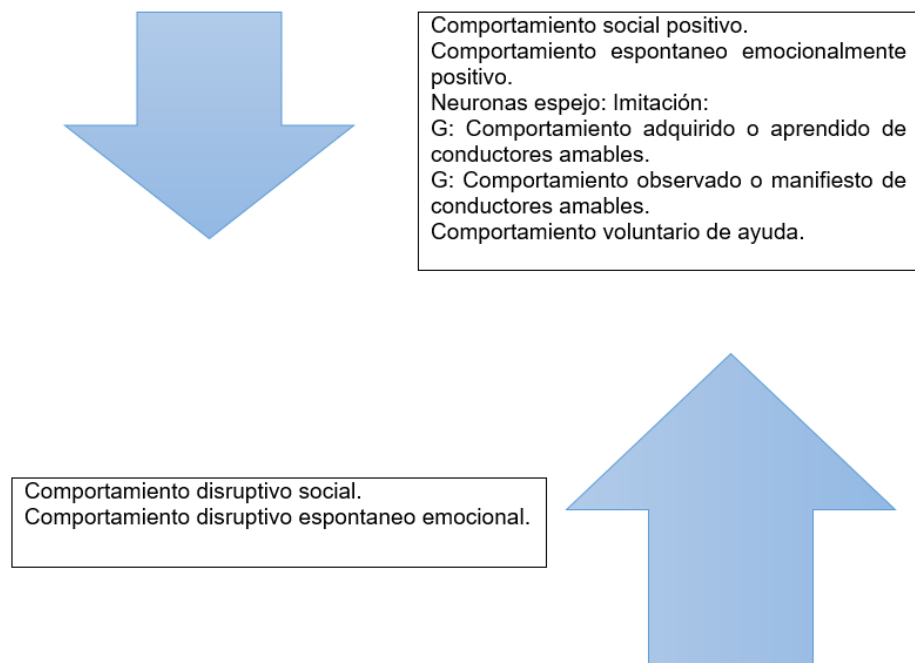 Comportamiento social positivo.
Comportamiento espontaneo emocionalmente
positivo.
Neuronas espejo: Imitación:
G: Comportamiento adquirido o aprendido de
conductores amables.
G: Comportamiento observado o manifiesto de
conductores amables.
Comportamiento voluntario de ayuda.
Comportamiento disruptivo social.
Comportamiento disruptivo espontaneo emocional.